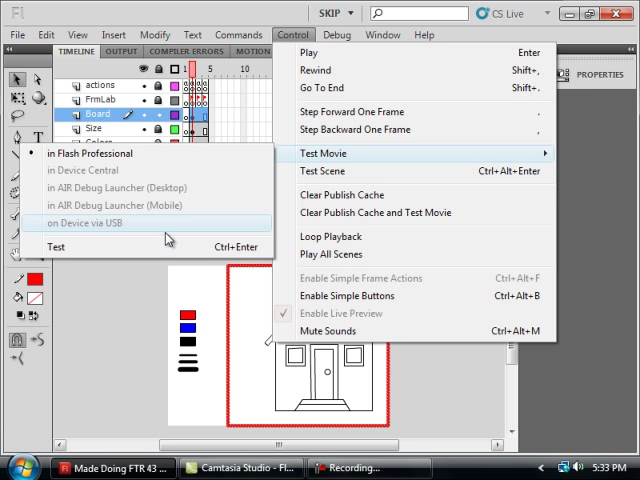 Fl SKIP CS Live
File Edit View Insert Modify Text Commands Control Debug Window Help
TIMELINE OUTPUT COMPILER ERRORS MOTION
1 5 10
actions
FrmLab
Board
Size
PROPERTIES
Play Enter
Rewind Shift+,
Go To End Shift+.
Step Forward One Frame .
Step Backward One Frame ,
Test Movie
Test Scene Ctrl+Alt+Enter
Clear Publish Cache
Clear Publish Cache and Test Movie
Loop Playback
Play All Scenes
Enable Simple Frame Actions Ctrl+Alt+F
Enable Simple Buttons Ctrl+Alt+B
Enable Live Preview
Mute Sounds Ctrl+Alt+M
in Flash Professional
in Device Central
in AIR Debug Launcher (Desktop)
in AIR Debug Launcher (Mobile)
on Device via USB
Test Ctrl+Enter
Fl Made Doing FTR 43 Camtasia Studio - Fl... Recording... 5:33 PM